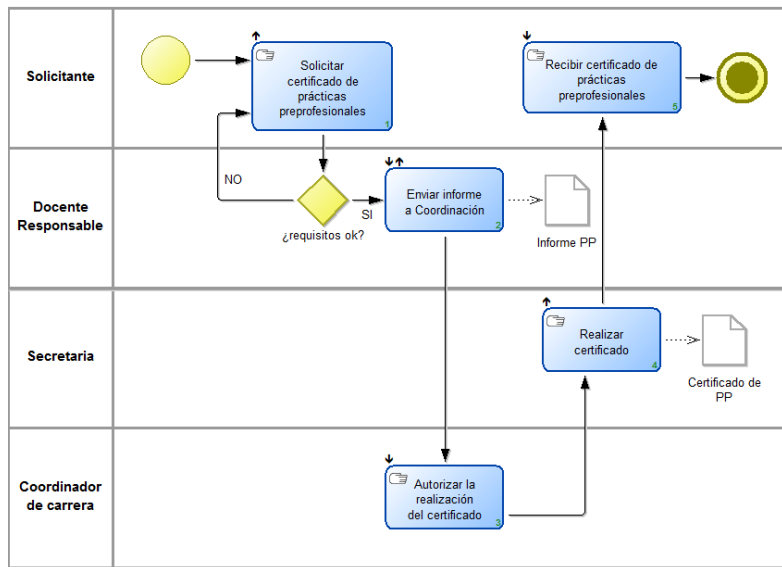 Solicitante
Solicitar
certificado de
prácticas
preprofesionales
1
Recibir certificado de
prácticas
preprofesionales
5
Docente
Responsable
NO
¿requisitos ok?
SI
Enviar informe
a Coordinación
2
Informe PP
Secretaria
Realizar
certificado
4
Certificado de
PP
Coordinador
de carrera
Autorizar la
realización
del certificado
3